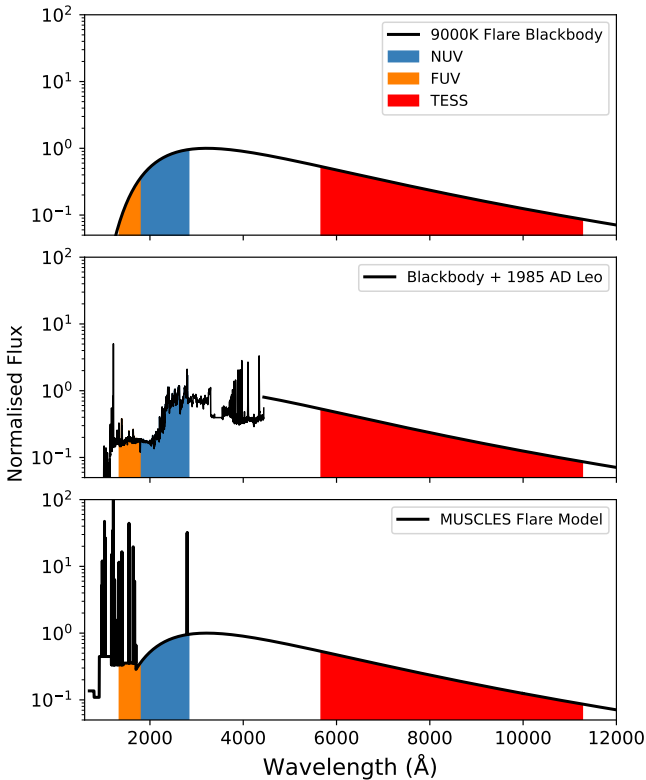 10²
10¹
10⁰
10⁻¹
9000K Flare Blackbody
NUV
FUV
TESS
10²
10¹
10⁰
10⁻¹
Blackbody + 1985 AD Leo
Normalised Flux
10²
10¹
10⁰
10⁻¹
MUSCLES Flare Model
2000 4000 6000 8000 10000 12000
Wavelength (Å)